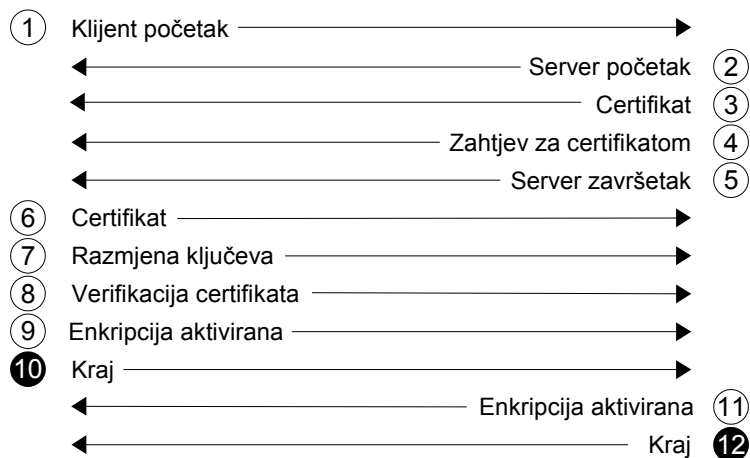 1 Klijent početak
Server početak 2
Certifikat 3
Zahtjev za certifikatom 4
Server završetak 5
6 Certifikat
7 Razmjena ključeva
8 Verifikacija certifikata
9 Enkripcija aktivirana
10 Kraj
Enkripcija aktivirana 11
Kraj 12